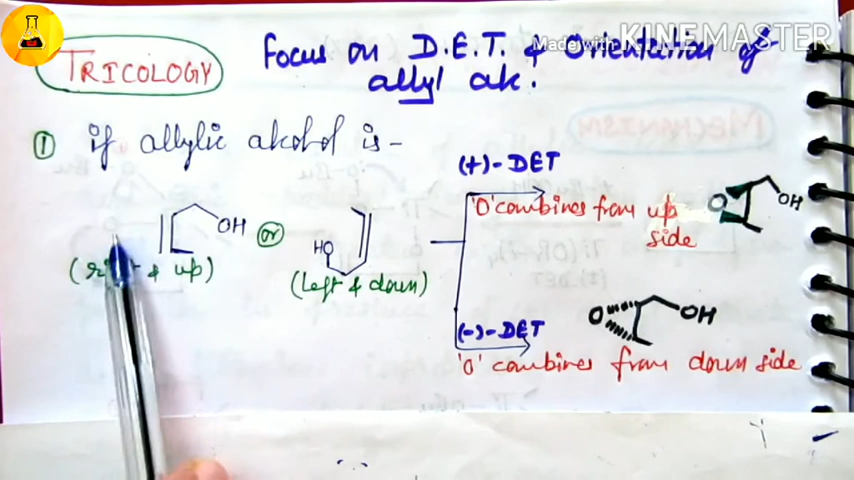 Made with KINEMASTER
Focus on D.E.T. & Orientation of
allyl alc.
TRICOLOGY
① if allylic alcohol is -
(+)-DET
'O' combines from up
side
O
OH
OH
or
HO
( & up)
(left & down)
(-)-DET
O
OH
'O' combines from down side
MECHANISM